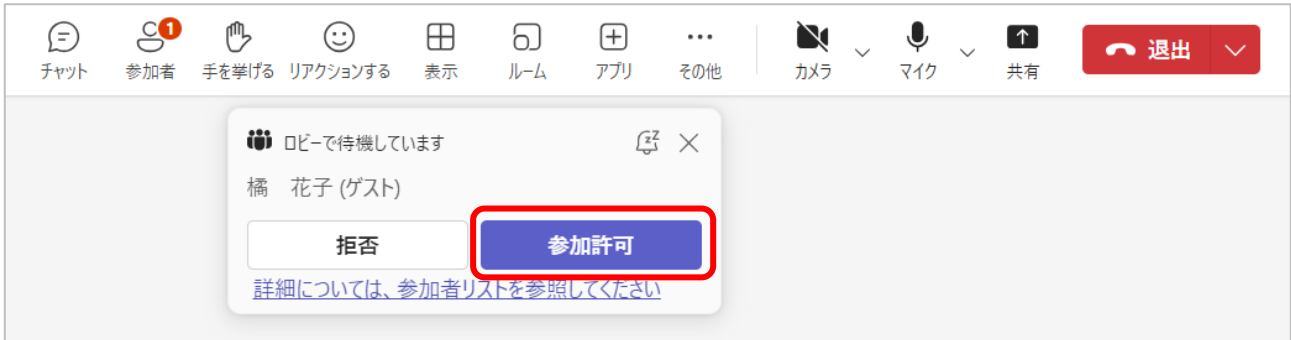 チャット 参加者 1 手を挙げる リアクションする 表示 ルーム アプリ その他 カメラ マイク 共有 退出
ロビーで待機しています
橘　花子 (ゲスト)
拒否 参加許可
詳細については、参加者リストを参照してください